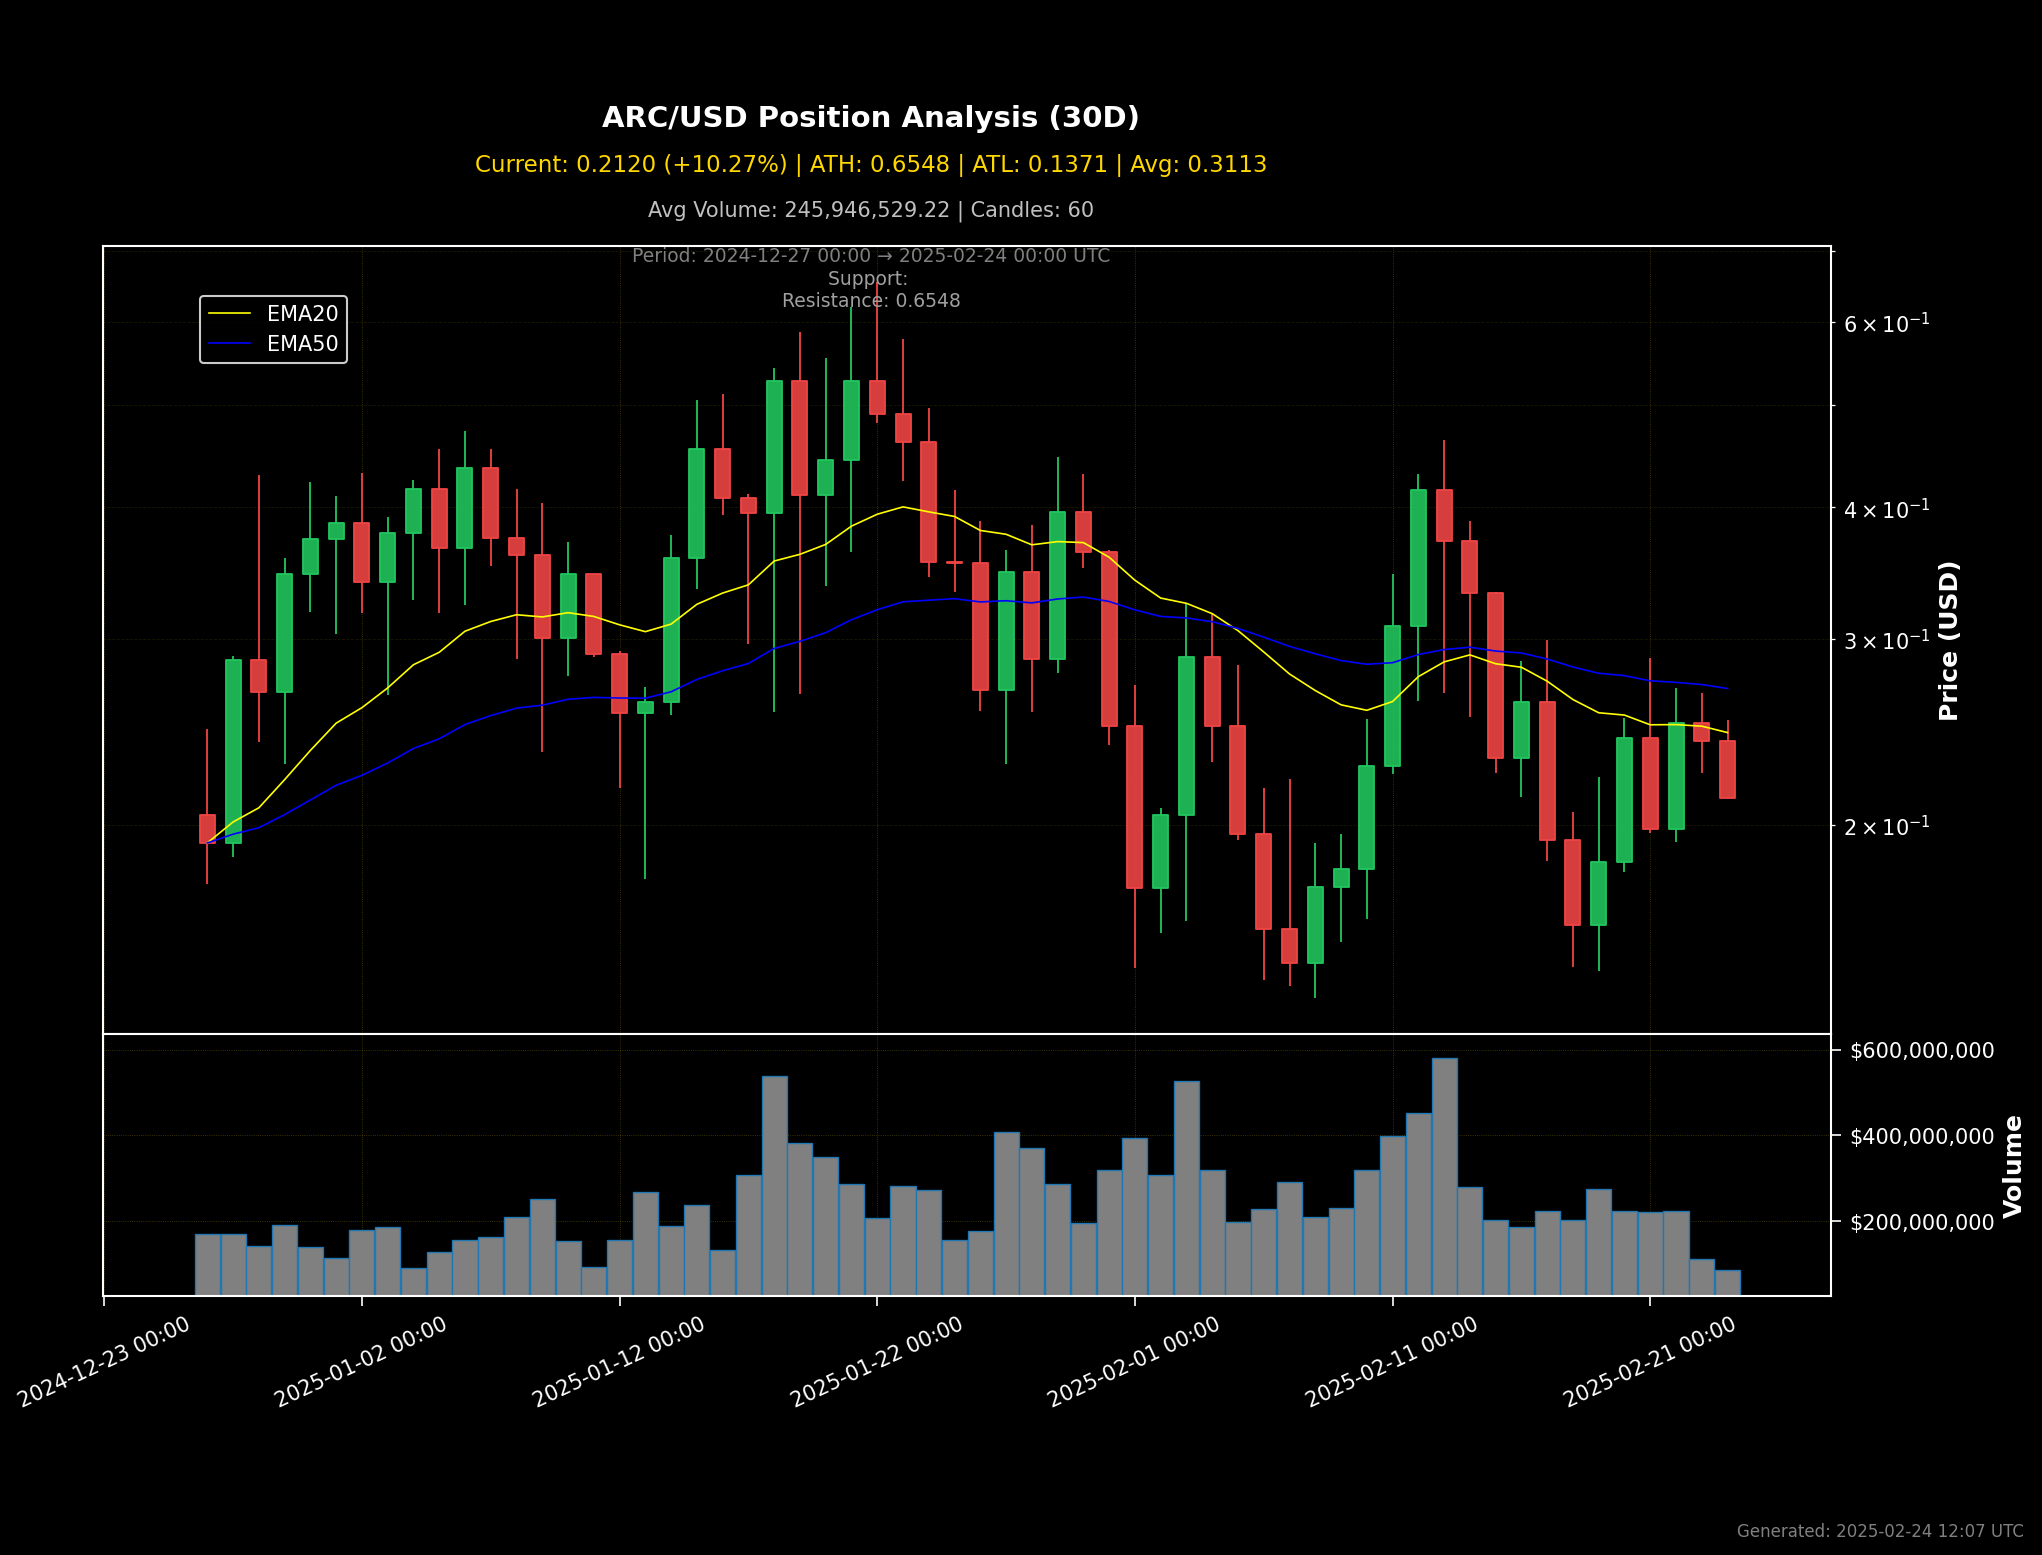 ARC/USD Position Analysis (30D)
Current: 0.2120 (+10.27%) | ATH: 0.6548 | ATL: 0.1371 | Avg: 0.3113
Avg Volume: 245,946,529.22 | Candles: 60
Period: 2024-12-27 00:00 → 2025-02-24 00:00 UTC
Support:
Resistance: 0.6548
EMA20
EMA50
6 × 10⁻¹
4 × 10⁻¹
3 × 10⁻¹
2 × 10⁻¹
Price (USD)
$600,000,000
$400,000,000
$200,000,000
Volume
2024-12-23 00:00
2025-01-02 00:00
2025-01-12 00:00
2025-01-22 00:00
2025-02-01 00:00
2025-02-11 00:00
2025-02-21 00:00
Generated: 2025-02-24 12:07 UTC